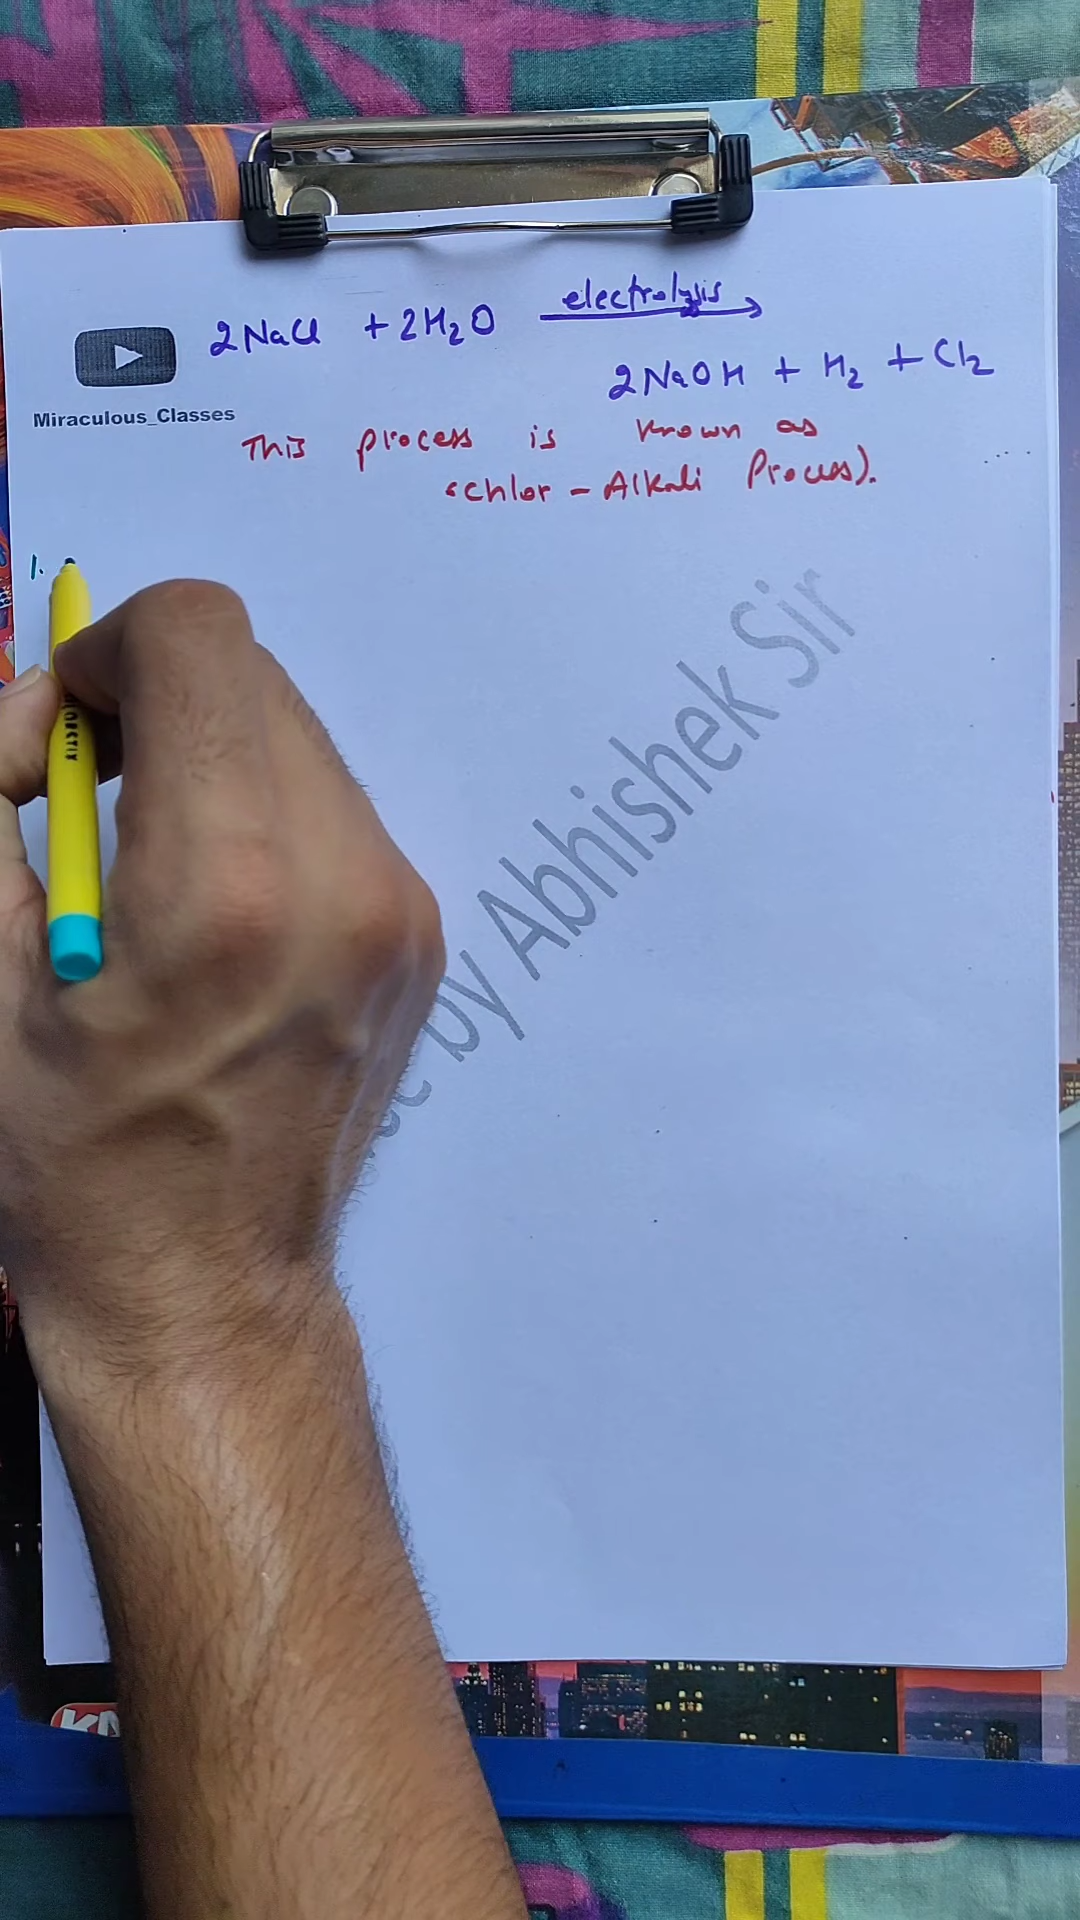 electrolysis
2NaCl + 2H₂O ⟶
2NaOH + H₂ + Cl₂
Miraculous_Classes
This process is known as
(Chlor - Alkali Process).
1.
by Abhishek Sir